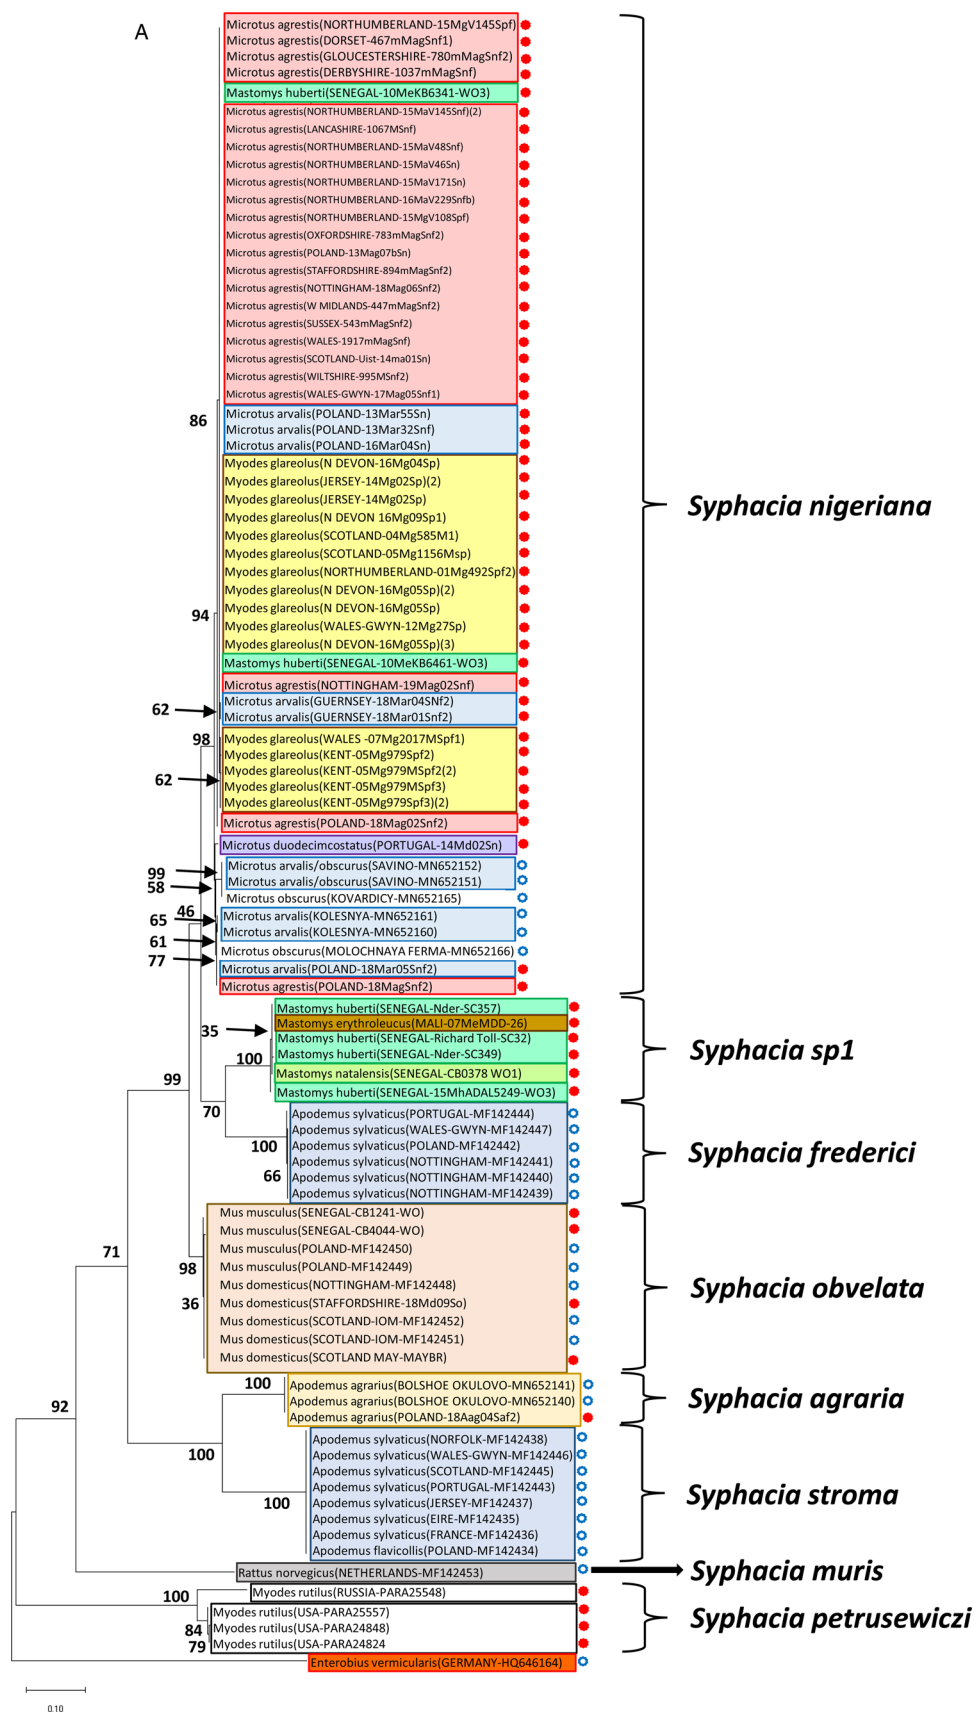 A
Microtus agrestis(NORTHUMBERLAND-15MgV145Spf)
Microtus agrestis(DORSET-467mMagSnf1)
Microtus agrestis(GLOUCESTERSHIRE-780mMagSnf2)
Microtus agrestis(DERBYSHIRE-1037mMagSnf)
Mastomys huberti(SENEGAL-10MeKB6341-WO3)
Microtus agrestis(NORTHUMBERLAND-15MaV145Snf)(2)
Microtus agrestis(LANCASHIRE-1067MSnf)
Microtus agrestis(NORTHUMBERLAND-15MaV48Snf)
Microtus agrestis(NORTHUMBERLAND-15MaV46Sn)
Microtus agrestis(NORTHUMBERLAND-15MaV171Sn)
Microtus agrestis(NORTHUMBERLAND-16MaV229Snfb)
Microtus agrestis(NORTHUMBERLAND-15MgV108Spf)
Microtus agrestis(OXFORDSHIRE-783mMagSnf2)
Microtus agrestis(POLAND-13Mag07bSn)
Microtus agrestis(STAFFORDSHIRE-894mMagSnf2)
Microtus agrestis(NOTTINGHAM-18Mag06Snf2)
Microtus agrestis(W MIDLANDS-447mMagSnf2)
Microtus agrestis(SUSSEX-543mMagSnf2)
Microtus agrestis(WALES-1917mMagSnf)
Microtus agrestis(SCOTLAND-Uist-14ma01Sn)
Microtus agrestis(WILTSHIRE-995MSnf2)
Microtus agrestis(WALES-GWYN-17Mag05Snf1)
Microtus arvalis(POLAND-13Mar55Sn)
86
Microtus arvalis(POLAND-13Mar32Snf)
Microtus arvalis(POLAND-16Mar04Sn)
Myodes glareolus(N DEVON-16Mg04Sp)
Myodes glareolus(JERSEY-14Mg02Sp)(2)
Myodes glareolus(JERSEY-14Mg02Sp)
Syphacia nigeriana
Myodes glareolus(N DEVON 16Mg09Sp1)
Myodes glareolus(SCOTLAND-04Mg585M1)
Myodes glareolus(SCOTLAND-05Mg1156Msp)
Myodes glareolus(NORTHUMBERLAND-01Mg492Spf2)
Myodes glareolus(N DEVON-16Mg05Sp)(2)
Myodes glareolus(N DEVON-16Mg05Sp)
94
Myodes glareolus(WALES-GWYN-12Mg27Sp)
Myodes glareolus(N DEVON-16Mg05Sp)(3)
Mastomys huberti(SENEGAL-10MeKB6461-WO3)
Microtus agrestis(NOTTINGHAM-19Mag02Snf)
Microtus arvalis(GUERNSEY-18Mar04SNf2)
62
Microtus arvalis(GUERNSEY-18Mar01Snf2)
98
Myodes glareolus(WALES -07Mg2017MSpf1)
Myodes glareolus(KENT-05Mg979Spf2)
Myodes glareolus(KENT-05Mg979MSpf2(2)
62
Myodes glareolus(KENT-05Mg979MSpf3)
Myodes glareolus(KENT-05Mg979Spf3)(2)
Microtus agrestis(POLAND-18Mag02Snf2)
Microtus duodecimcostatus(PORTUGAL-14Md02Sn)
Microtus arvalis/obscurus(SAVINO-MN652152)
99
Microtus arvalis/obscurus(SAVINO-MN652151)
58
Microtus obscurus(KOVARDICY-MN652165)
46
Microtus arvalis(KOLESNYA-MN652161)
65
Microtus arvalis(KOLESNYA-MN652160)
61
Microtus obscurus(MOLOCHNAYA FERMA-MN652166)
77
Microtus arvalis(POLAND-18Mar05Snf2)
Microtus agrestis(POLAND-18MagSnf2)
Mastomys huberti(SENEGAL-Nder-SC357)
Mastomys erythroleucus(MALI-07MeMDD-26)
35
Mastomys huberti(SENEGAL-Richard Toll-SC32)
Mastomys huberti(SENEGAL-Nder-SC349)
Syphacia sp1
100
Mastomys natalensis(SENEGAL-CB0378 WO1)
99
Mastomys huberti(SENEGAL-15MhADAL5249-WO3)
70
Apodemus sylvaticus(PORTUGAL-MF142444)
Apodemus sylvaticus(WALES-GWYN-MF142447)
100
Apodemus sylvaticus(POLAND-MF142442)
Syphacia frederici
Apodemus sylvaticus(NOTTINGHAM-MF142441)
66
Apodemus sylvaticus(NOTTINGHAM-MF142440)
Apodemus sylvaticus(NOTTINGHAM-MF142439)
Mus musculus(SENEGAL-CB1241-WO)
Mus musculus(SENEGAL-CB4044-WO)
71
Mus musculus(POLAND-MF142450)
98
Mus musculus(POLAND-MF142449)
Mus domesticus(NOTTINGHAM-MF142448)
Syphacia obvelata
36
Mus domesticus(STAFFORDSHIRE-18Md09So)
Mus domesticus(SCOTLAND-IOM-MF142452)
Mus domesticus(SCOTLAND-IOM-MF142451)
Mus domesticus(SCOTLAND MAY-MAYBR)
100
Apodemus agrarius(BOLSHOE OKULOVO-MN652141)
Apodemus agrarius(BOLSHOE OKULOVO-MN652140)
Syphacia agraria
92
Apodemus agrarius(POLAND-18Aag04Saf2)
Apodemus sylvaticus(NORFOLK-MF142438)
100
Apodemus sylvaticus(WALES-GWYN-MF142446)
Apodemus sylvaticus(SCOTLAND-MF142445)
Apodemus sylvaticus(PORTUGAL-MF142443)
Syphacia stroma
100
Apodemus sylvaticus(JERSEY-MF142437)
Apodemus sylvaticus(EIRE-MF142435)
Apodemus sylvaticus(FRANCE-MF142436)
Apodemus flavicollis(POLAND-MF142434)
Rattus norvegicus(NETHERLANDS-MF142453)
Syphacia muris
100
Myodes rutilus(RUSSIA-PARA25548)
Myodes rutilus(USA-PARA25557)
Syphacia petrusewiczi
84
Myodes rutilus(USA-PARA24848)
79
Myodes rutilus(USA-PARA24824
Enterobius vermicularis(GERMANY-HQ646164)
0.10